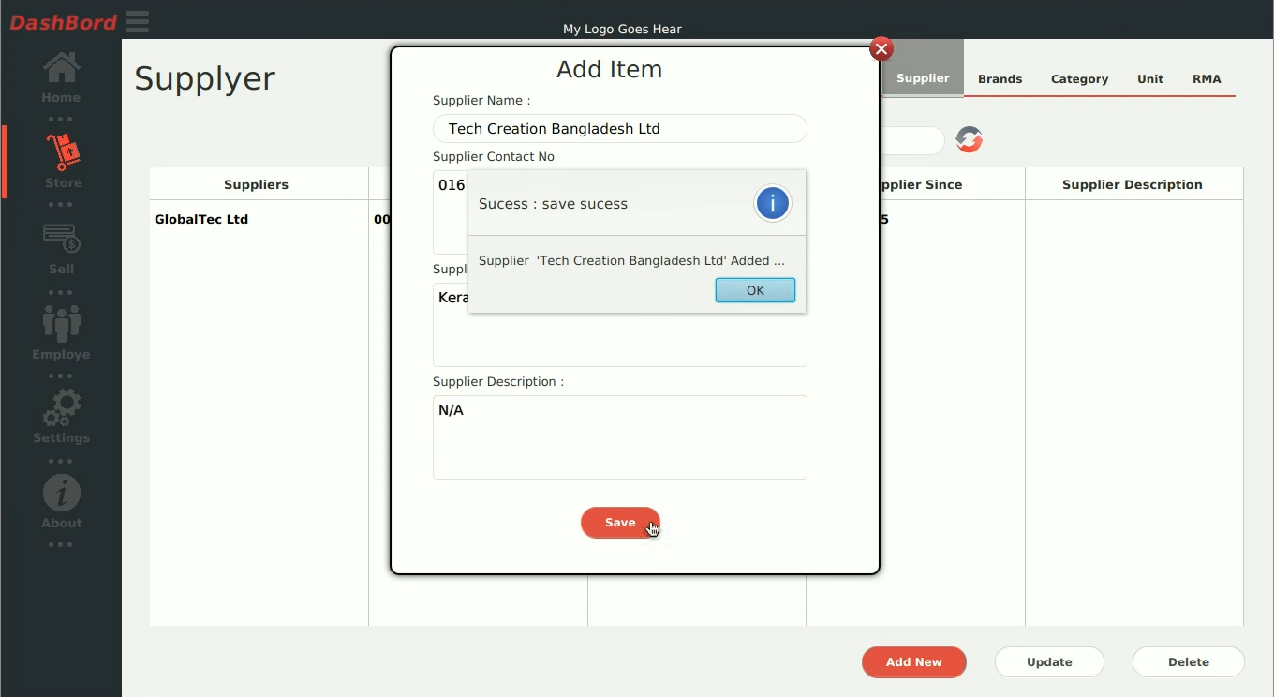 DashBord
My Logo Goes Hear
Home
Store
Sell
Employe
Settings
About
Supplyer
Supplier
Brands
Category
Unit
RMA
Suppliers
Supplier Description
GlobalTec Ltd
00
5
Since
Add Item
Supplier Name :
Tech Creation Bangladesh Ltd
Supplier Contact No
016
Sucess : save sucess
Supplier 'Tech Creation Bangladesh Ltd' Added ...
OK
Supplier Description :
N/A
Save
Add New
Update
Delete